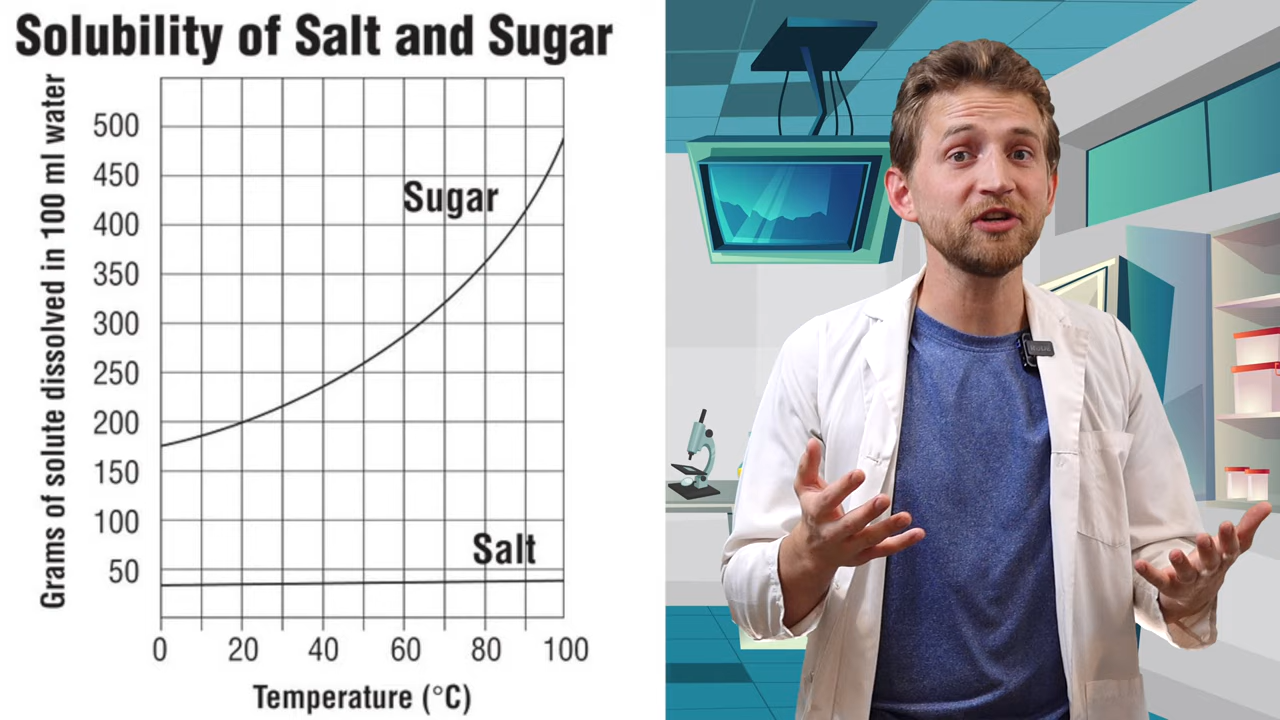 Solubility of Salt and Sugar
Grams of solute dissolved in 100 ml water
500
450
400
350
300
250
200
150
100
50
Sugar
Salt
0 20 40 60 80 100
Temperature (°C)